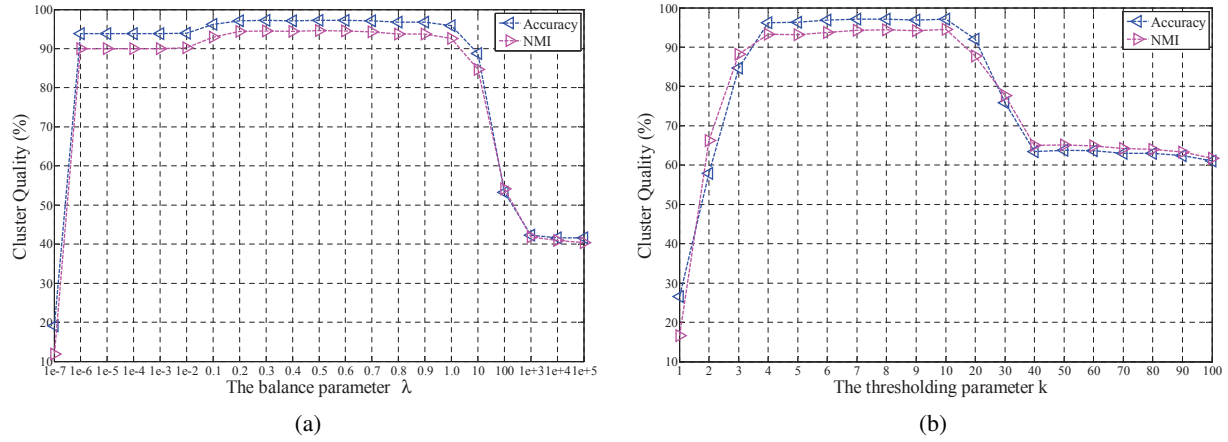 100
90
80
70
60
50
40
30
20
10
Cluster Quality (%)
1e-7 1e-6 1e-5 1e-4 1e-3 1e-2 0.1 0.2 0.3 0.4 0.5 0.6 0.7 0.8 0.9 1.0 10 100 1e+3 1e+4 1e+5
The balance parameter λ
Accuracy
NMI
(a)
100
90
80
70
60
50
40
30
20
10
Cluster Quality (%)
1 2 3 4 5 6 7 8 9 10 20 30 40 50 60 70 80 90 100
The thresholding parameter k
Accuracy
NMI
(b)